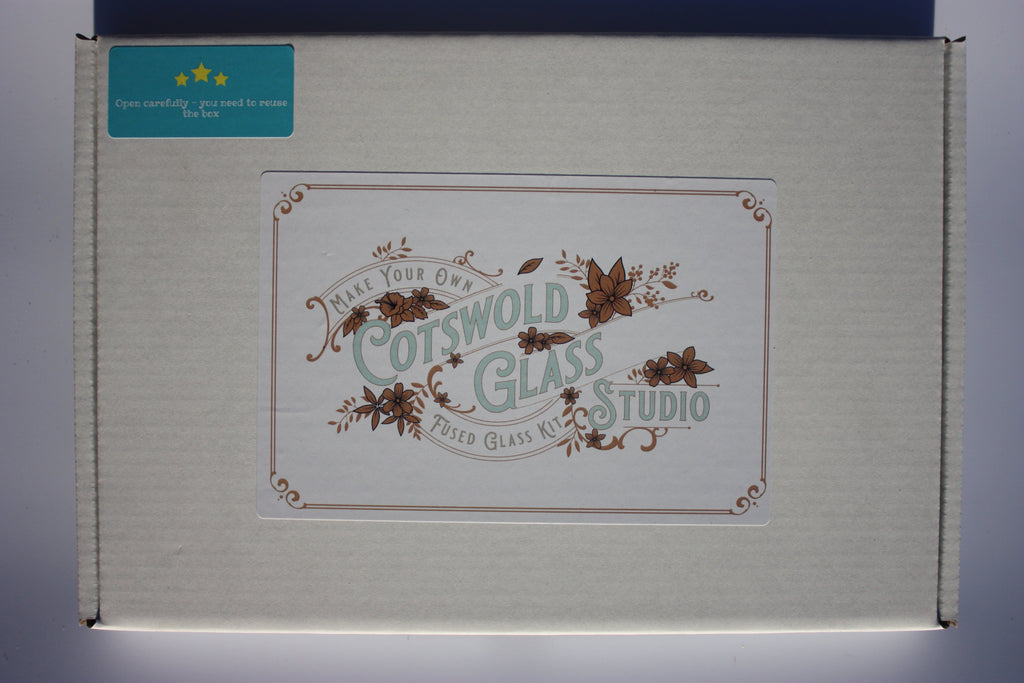 Open carefully - you need to reuse
the box
Make Your Own
Cotswold
Glass
Studio
Fused Glass Kit